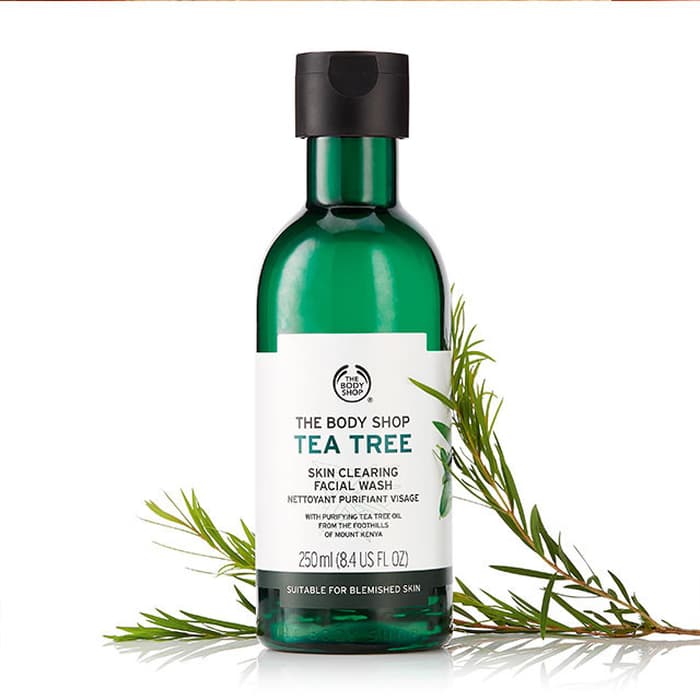 THE
BODY
SHOP
®
THE BODY SHOP
TEA TREE
SKIN CLEARING
FACIAL WASH
NETTOYANT PURIFIANT VISAGE
WITH PURIFYING TEA TREE OIL
FROM THE FOOTHILLS
OF MOUNT KENYA
250 ml (8.4 US FL OZ)
SUITABLE FOR BLEMISHED SKIN